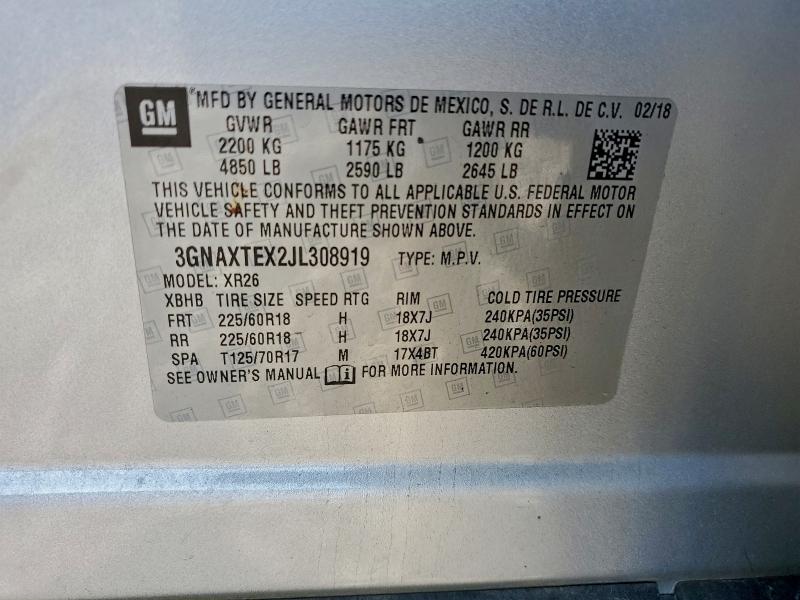 GM MFD BY GENERAL MOTORS DE MEXICO, S. DE R.L. DE C.V. 02/18
GVWR GAWR FRT GAWR RR
2200 KG 1175 KG 1200 KG
4850 LB 2590 LB 2645 LB
THIS VEHICLE CONFORMS TO ALL APPLICABLE U.S. FEDERAL MOTOR
VEHICLE SAFETY AND THEFT PREVENTION STANDARDS IN EFFECT ON
THE DATE OF MANUFACTURE SHOWN ABOVE.
3GNAXTEX2JL308919 TYPE: M.P.V.
MODEL: XR26
XBHB TIRE SIZE SPEED RTG RIM COLD TIRE PRESSURE
FRT 225/60R18 H 18X7J 240KPA(35PSI)
RR 225/60R18 H 18X7J 240KPA(35PSI)
SPA T125/70R17 M 17X4BT 420KPA(60PSI)
SEE OWNER'S MANUAL FOR MORE INFORMATION.